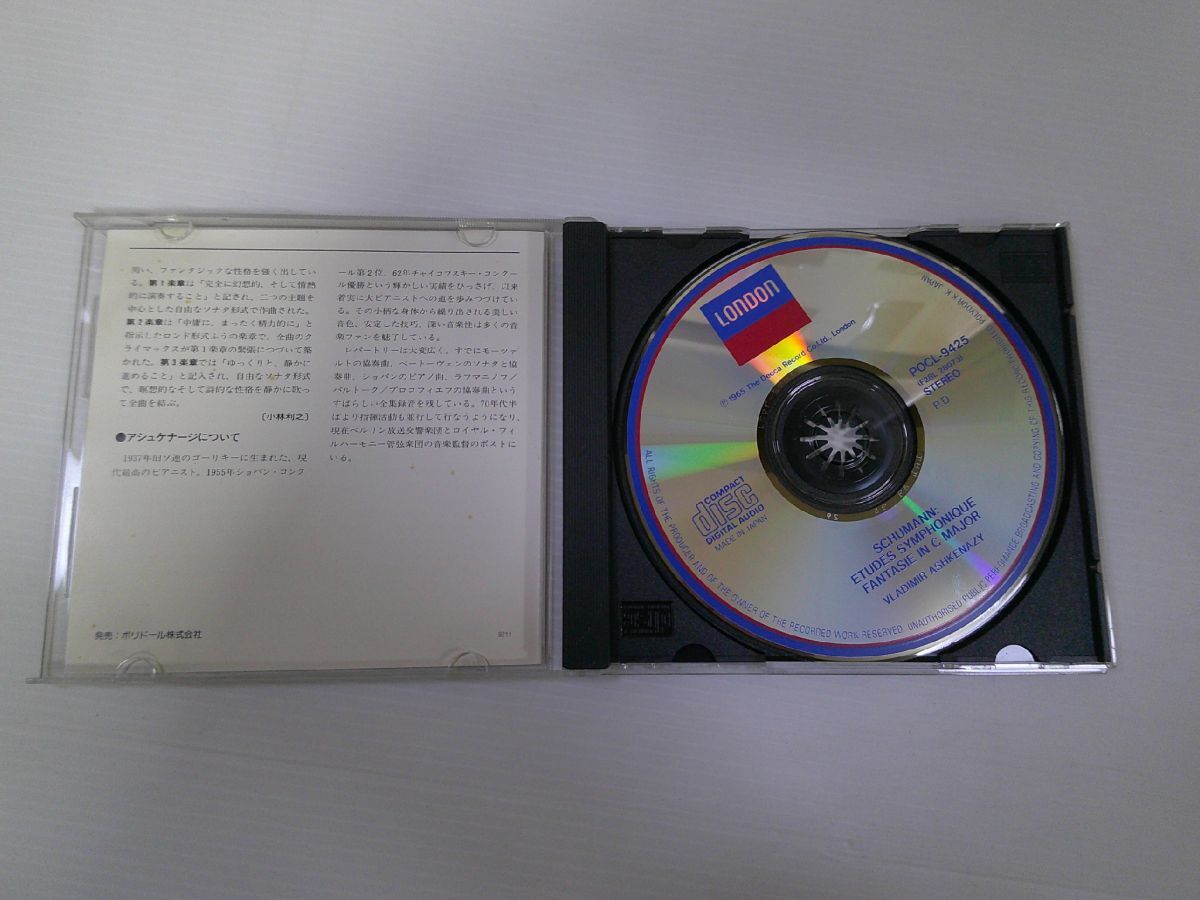 用い、ファンタジックな性格を強く出してい
る。第1楽章は「完全に幻想的、そして情熱
的に演奏すること」と記され、二つの主題を
中心とした自由なソナタ形式で作曲された。
第2楽章は「中庸に、まったく精力的に」と
指示したロンド形式ふうの楽章で、全曲のク
ライマックスが第1楽章の緊張について築
かれた。第3楽章では「ゆっくりと、静かに
進めること」と記入され、自由なソナタ形式
で、瞑想的なそして詩的な性格を静かに歌っ
て全曲を結ぶ。
〔小林利之〕
●アシュケナージについて
1937年旧ソ連のゴーリキーに生まれた、現
代最高のピアニスト。1955年ショパン・コンク
ール第2位、62年チャイコフスキー・コンクー
ル優勝という輝かしい実績をひっさげ、以来
着実に大ピアニストへの道を歩みつづけてい
る。その小柄な身体から繰り出される美しい
音色、安定した技巧、深い音楽性は多くの音
楽ファンを魅了している。
レパートリーは大変広く、すでにモーツァ
ルトの協奏曲、ベートーヴェンのソナタと協
奏曲、ショパンのピアノ曲、ラフマニノフ/
バルトーク/プロコフィエフの協奏曲という
すばらしい全集録音を残している。70年代半
ばより指揮活動も並行して行なうようになり、
現在ベルリン放送交響楽団とロイヤル・フィ
ルハーモニー管弦楽団の音楽監督のポストに
いる。
発売:ポリドール株式会社
9211
LONDON
℗ 1965 The Decca Record Co. Ltd., London
POCL-9425
(F20L 29073)
STEREO
COMPACT
disc
DIGITAL AUDIO
MADE IN JAPAN
SCHUMANN:
ETUDES SYMPHONIQUE
FANTASIE IN C MAJOR
VLADIMIR ASHKENAZY
ALL RIGHTS OF THE PRODUCER AND OF THE OWNER OF THE RECORDED WORK RESERVED. UNAUTHORISED PUBLIC PERFORMANCE BROADCASTING AND COPYING OF THIS RECORD PROHIBITED. POLYDOR K.K. JAPAN